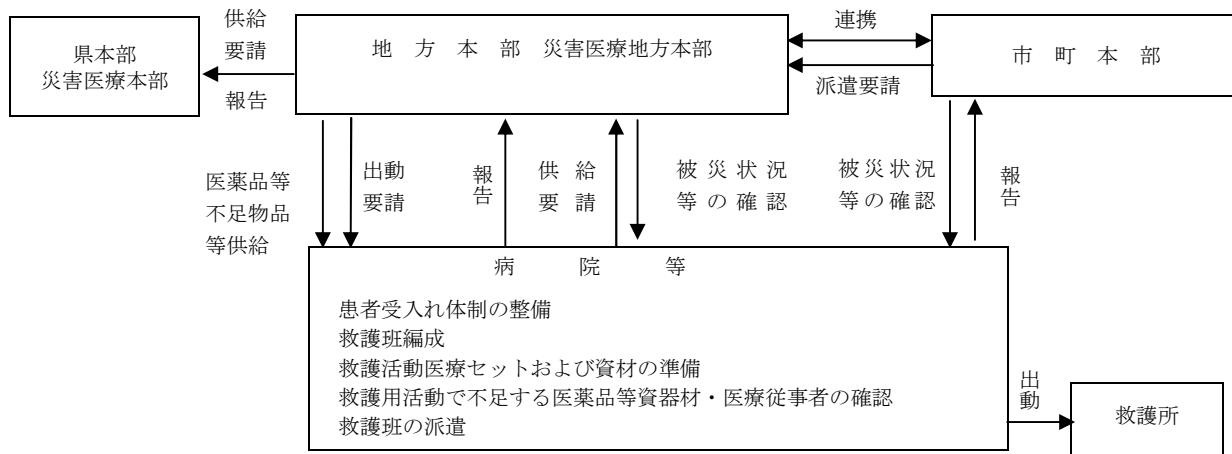 県本部
災害医療本部
供給
要請
報告
地方本部 災害医療地方本部
連携
派遣要請
市町本部
医薬品等
不足物品
等供給
出動
要請
報告
供給
要請
被災状況
等の確認
被災状況
等の確認
報告
病院等
患者受入れ体制の整備
救護班編成
救護活動医療セットおよび資材の準備
救護用活動で不足する医薬品等資器材・医療従事者の確認
救護班の派遣
出動
救護所